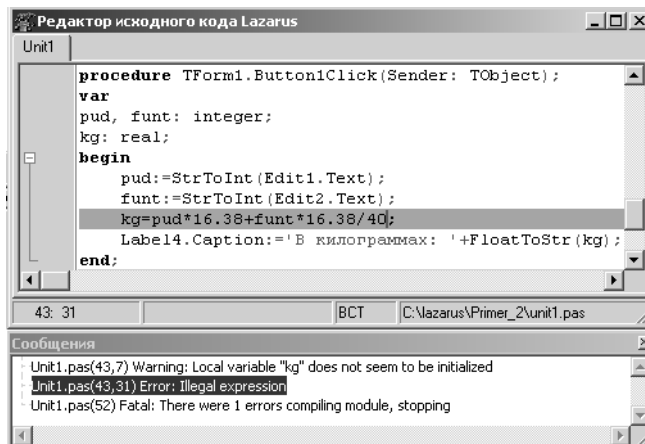 Редактор исходного кода Lazarus
Unit1
procedure TForm1.Button1Click(Sender: TObject);
var
pud, funt: integer;
kg: real;
begin
pud:=StrToInt(Edit1.Text);
funt:=StrToInt(Edit2.Text);
kg=pud*16.38+funt*16.38/40;
Label4.Caption:='В килограммах: '+FloatToStr(kg);
end;
43: 31 ВСТ C:\lazarus\Primer_2\unit1.pas
Сообщения
Unit1.pas(43,7) Warning: Local variable "kg" does not seem to be initialized
Unit1.pas(43,31) Error: Illegal expression
Unit1.pas(52) Fatal: There were 1 errors compiling module, stopping